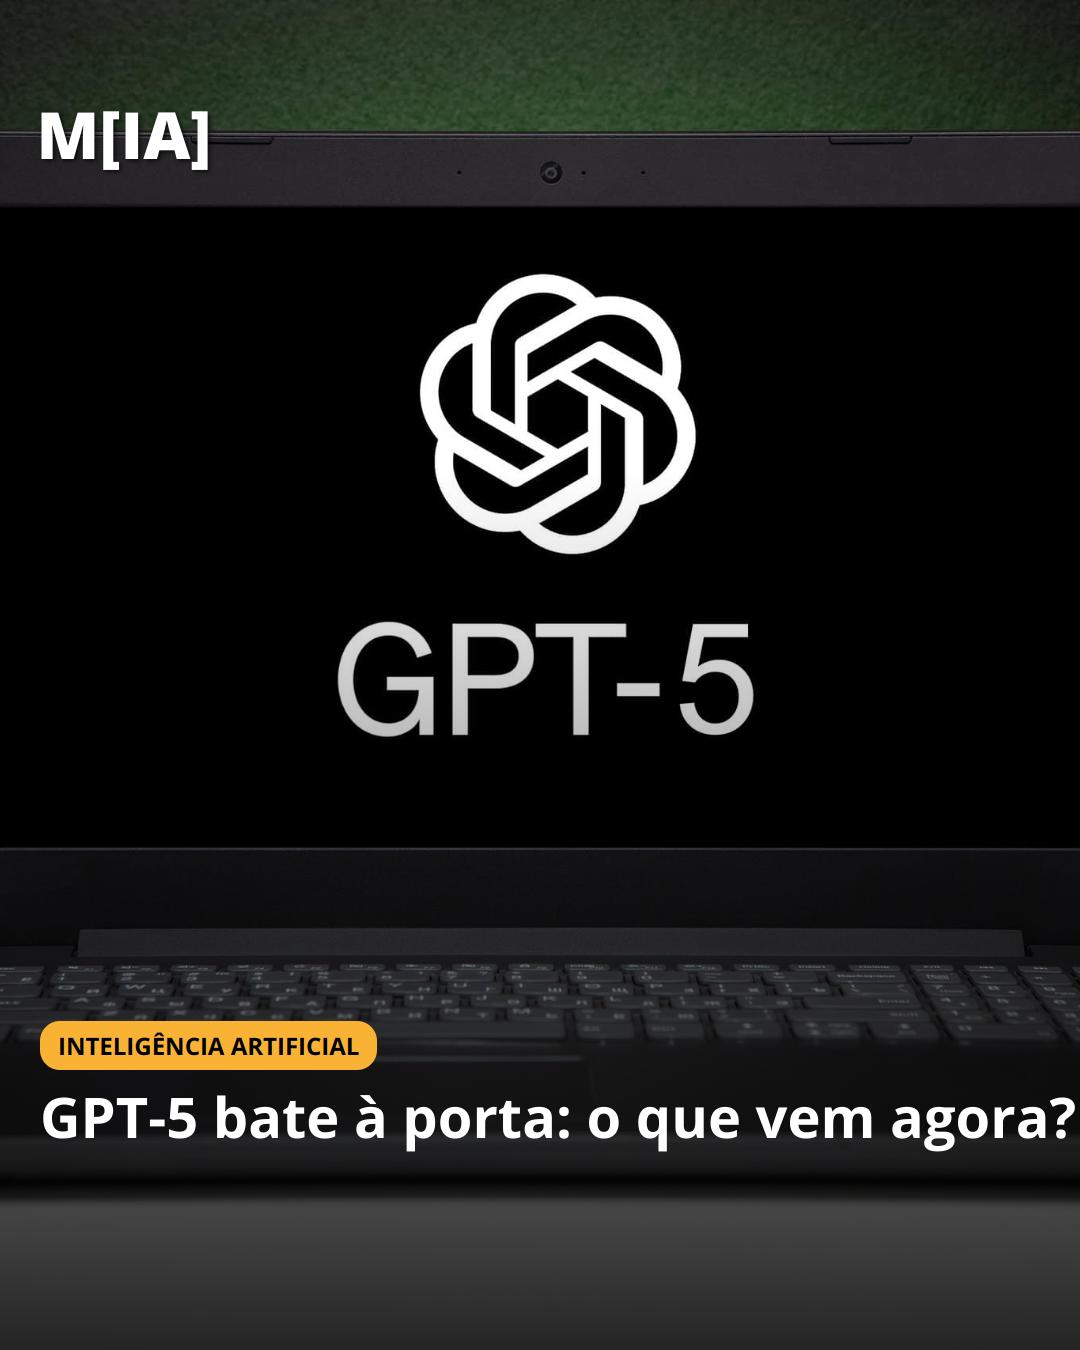 M[IA]
GPT-5
INTELIGÊNCIA ARTIFICIAL
GPT-5 bate à porta: o que vem agora?